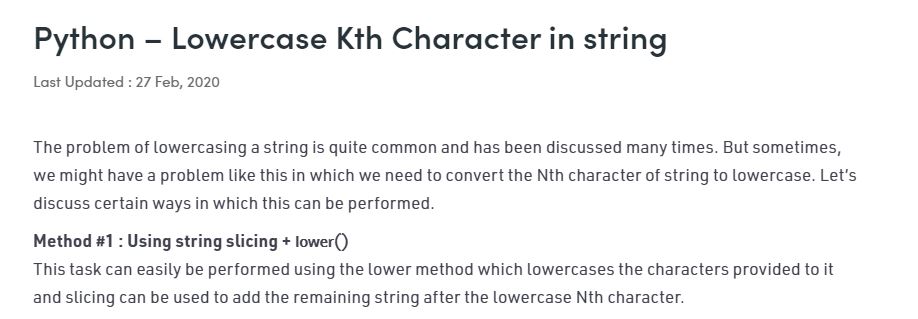 Python – Lowercase Kth Character in string
Last Updated : 27 Feb, 2020
The problem of lowercasing a string is quite common and has been discussed many times. But sometimes,
we might have a problem like this in which we need to convert the Nth character of string to lowercase. Let’s
discuss certain ways in which this can be performed.
Method #1 : Using string slicing + lower()
This task can easily be performed using the lower method which lowercases the characters provided to it
and slicing can be used to add the remaining string after the lowercase Nth character.